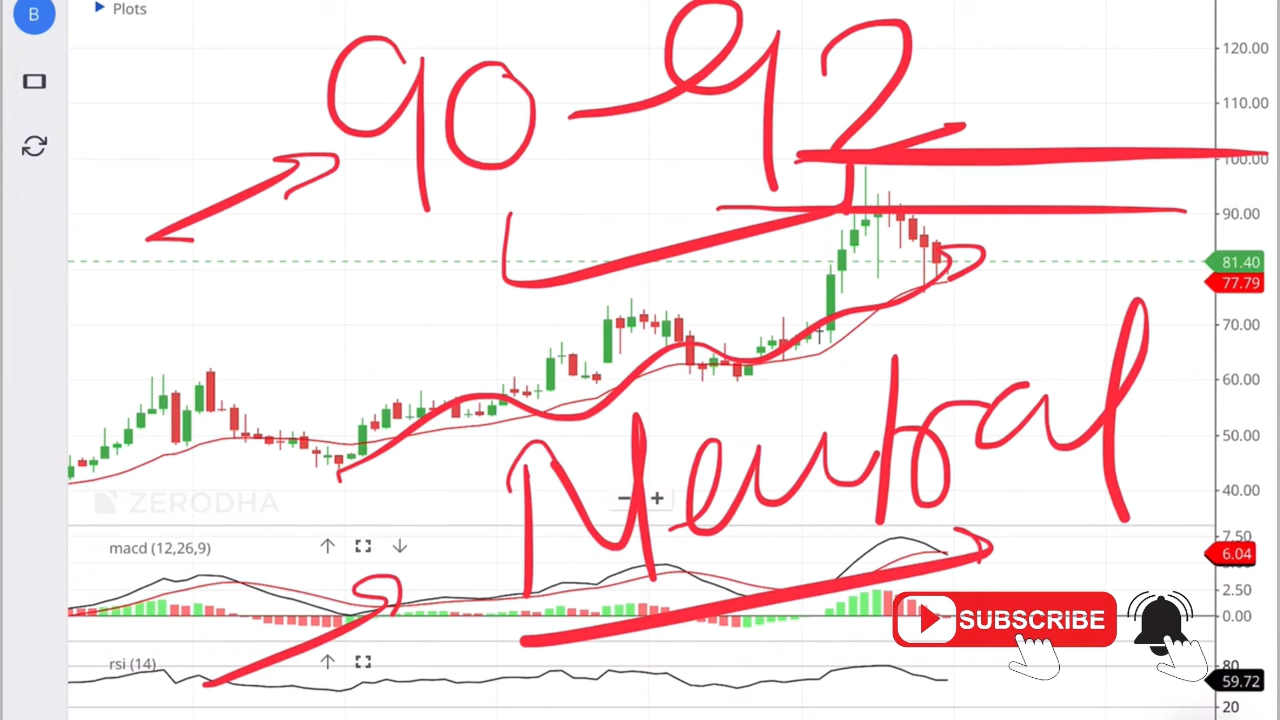 B
Plots
90-92
120.00
110.00
100.00
90.00
81.40
77.79
70.00
60.00
50.00
40.00
Neutral
ZERODHA
macd (12,26,9)
7.50
6.04
2.50
0.00
SUBSCRIBE
rsi (14)
80
59.72
20